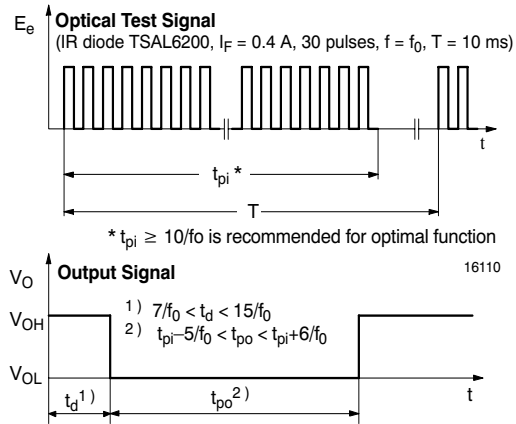 E_e
Optical Test Signal
(IR diode TSAL6200, I_F = 0.4 A, 30 pulses, f = f_0, T = 10 ms)
t
t_pi *
T
* t_pi ≥ 10/fo is recommended for optimal function
V_O
Output Signal
16110
V_OH
1 ) 7/f_0 < t_d < 15/f_0
2 ) t_pi–5/f_0 < t_po < t_pi+6/f_0
V_OL
t
t_d 1 )
t_po 2 )